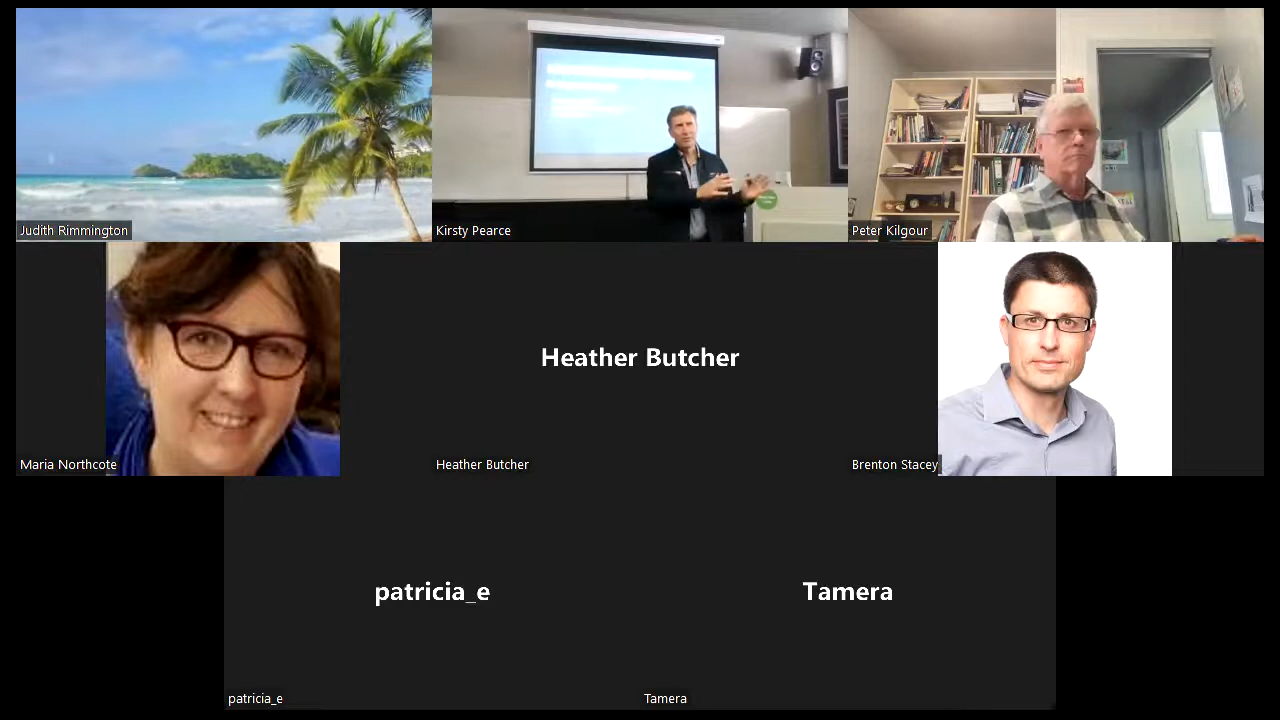 Judith Rimmington
Kirsty Pearce
Peter Kilgour
Heather Butcher
Maria Northcote
Heather Butcher
Brenton Stacey
patricia_e
Tamera
patricia_e
Tamera